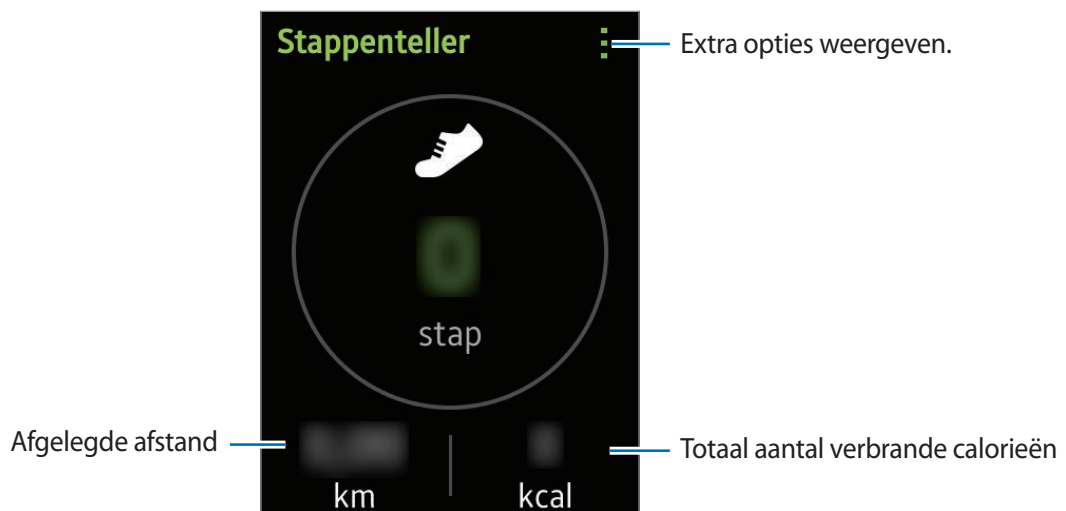 Stappenteller
Extra opties weergeven.
stap
Afgelegde afstand
Totaal aantal verbrande calorieën
km
kcal